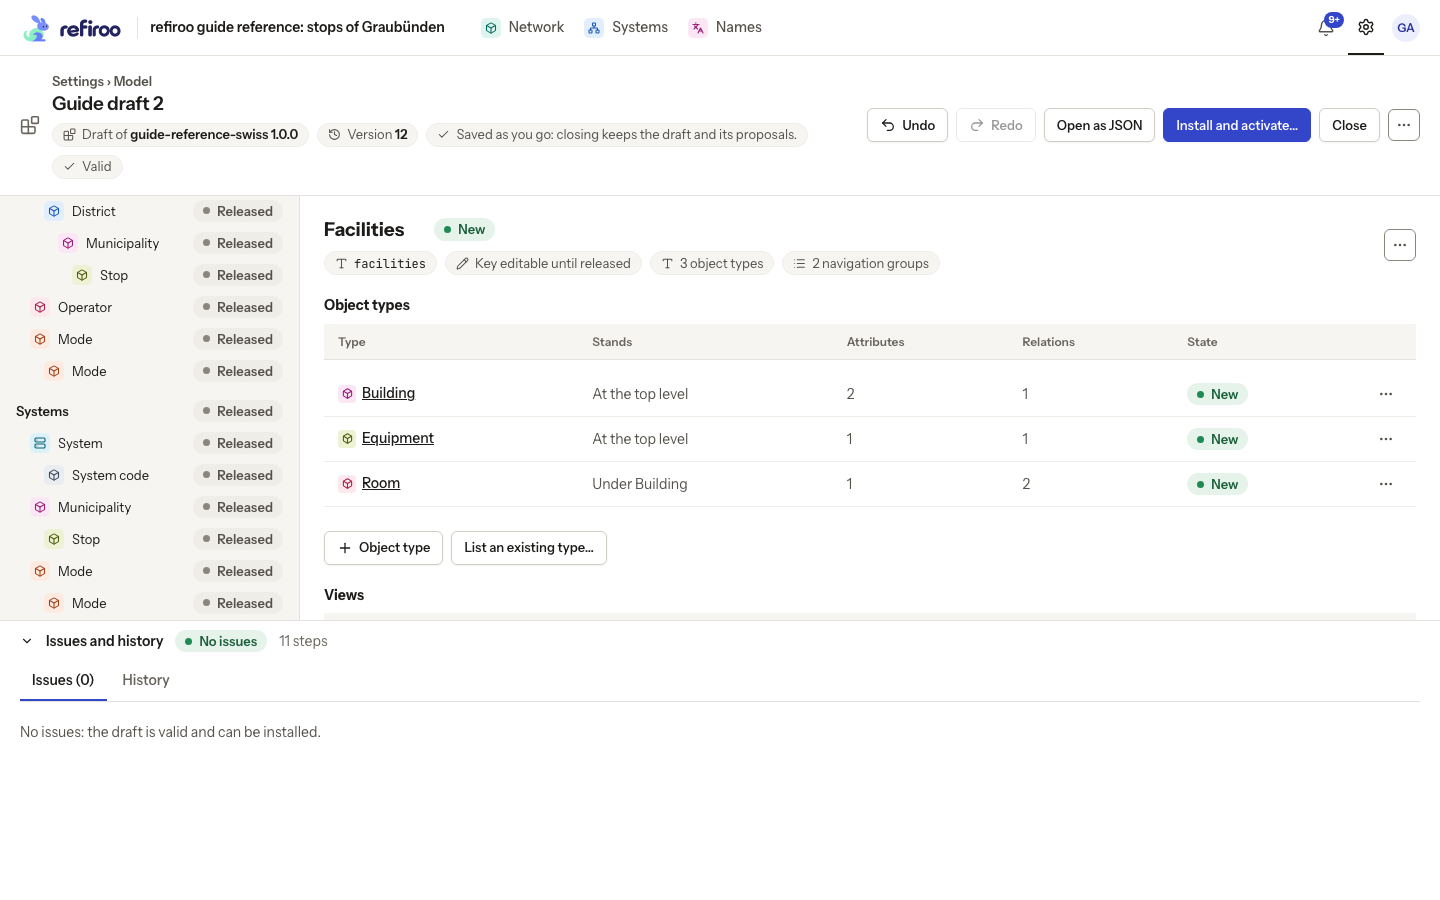 refiroo
refiroo guide reference: stops of Graubünden
Network
Systems
Names
9+
GA
Settings › Model
Guide draft 2
Draft of guide-reference-swiss 1.0.0
Version 12
Saved as you go: closing keeps the draft and its proposals.
Valid
Undo
Redo
Open as JSON
Install and activate...
Close
District Released
Municipality Released
Stop Released
Operator Released
Mode Released
Mode Released
Systems Released
System Released
System code Released
Municipality Released
Stop Released
Mode Released
Mode Released
Facilities New
facilities
Key editable until released
3 object types
2 navigation groups
Object types
Type Stands Attributes Relations State
Building At the top level 2 1 New
Equipment At the top level 1 1 New
Room Under Building 1 2 New
Object type
List an existing type...
Views
Issues and history No issues 11 steps
Issues (0) History
No issues: the draft is valid and can be installed.